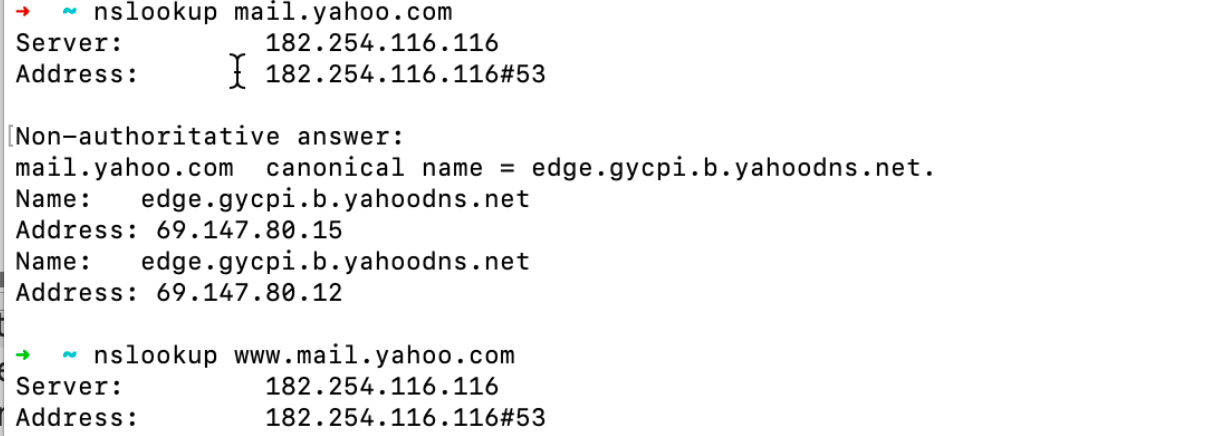 → ~ nslookup mail.yahoo.com
Server: 182.254.116.116
Address: 182.254.116.116#53
[Non-authoritative answer:
mail.yahoo.com canonical name = edge.gycpi.b.yahoodns.net.
Name: edge.gycpi.b.yahoodns.net
Address: 69.147.80.15
Name: edge.gycpi.b.yahoodns.net
Address: 69.147.80.12
→ ~ nslookup www.mail.yahoo.com
Server: 182.254.116.116
Address: 182.254.116.116#53